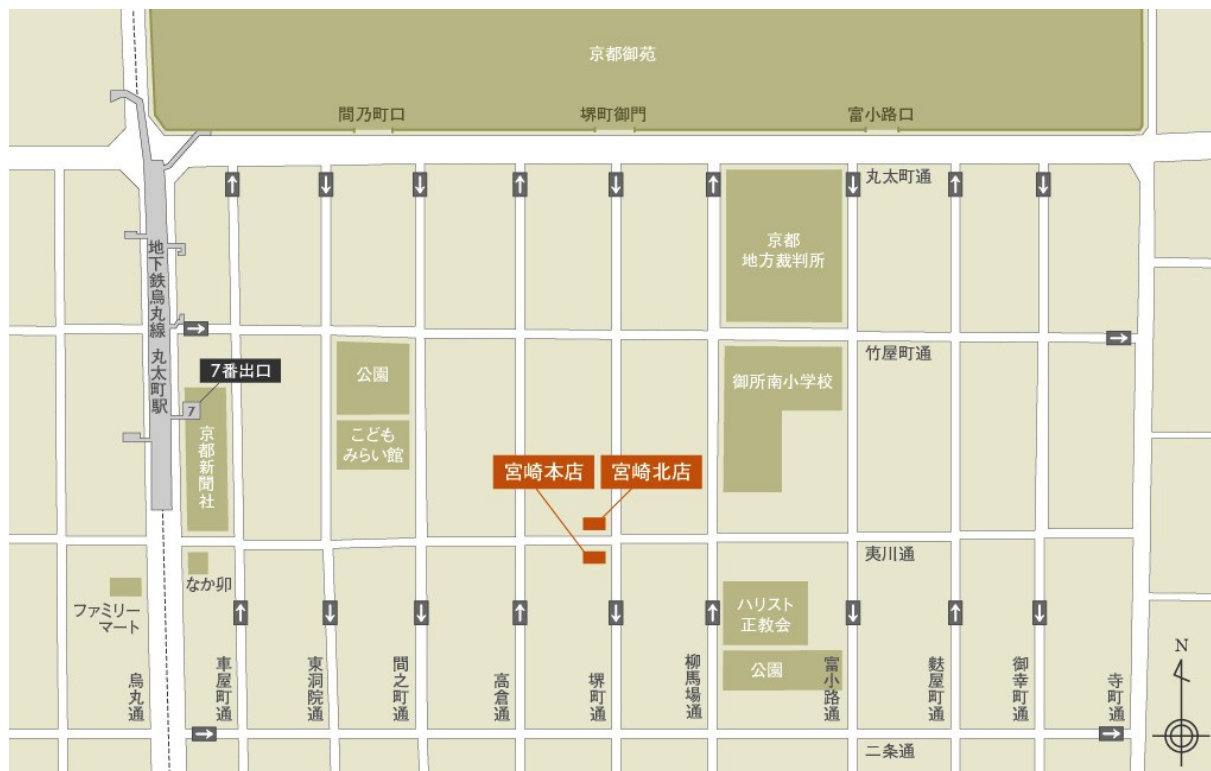 京都御苑
間乃町口
堺町御門
富小路口
丸太町通
京都
地方裁判所
地下鉄烏丸線 丸太町駅
7番出口
7
京都新聞社
公園
こども
みらい館
竹屋町通
御所南小学校
宮崎本店
宮崎北店
夷川通
なか卯
ファミリー
マート
ハリスト
正教会
公園
烏丸通
車屋町通
東洞院通
間之町通
高倉通
堺町通
柳馬場通
富小路通
麩屋町通
御幸町通
寺町通
二条通
N